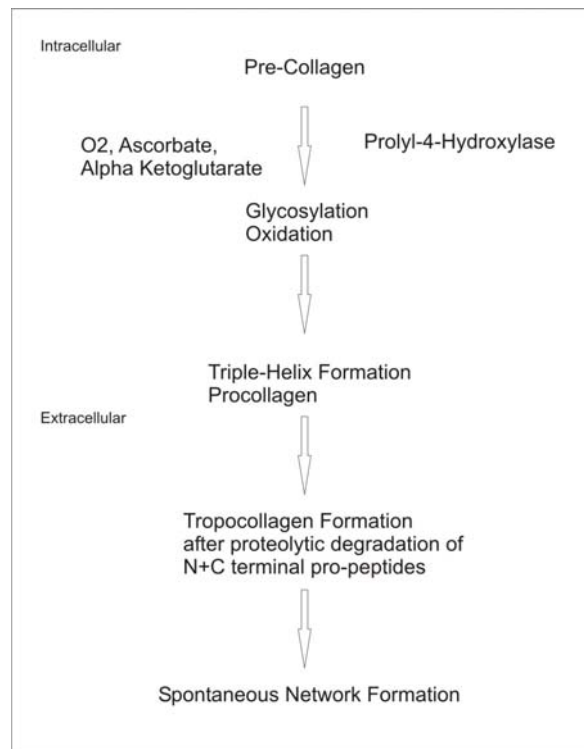 Intracellular
Pre-Collagen
O2, Ascorbate,
Alpha Ketoglutarate
Prolyl-4-Hydroxylase
Glycosylation
Oxidation
Triple-Helix Formation
Procollagen
Extracellular
Tropocollagen Formation
after proteolytic degradation of
N+C terminal pro-peptides
Spontaneous Network Formation